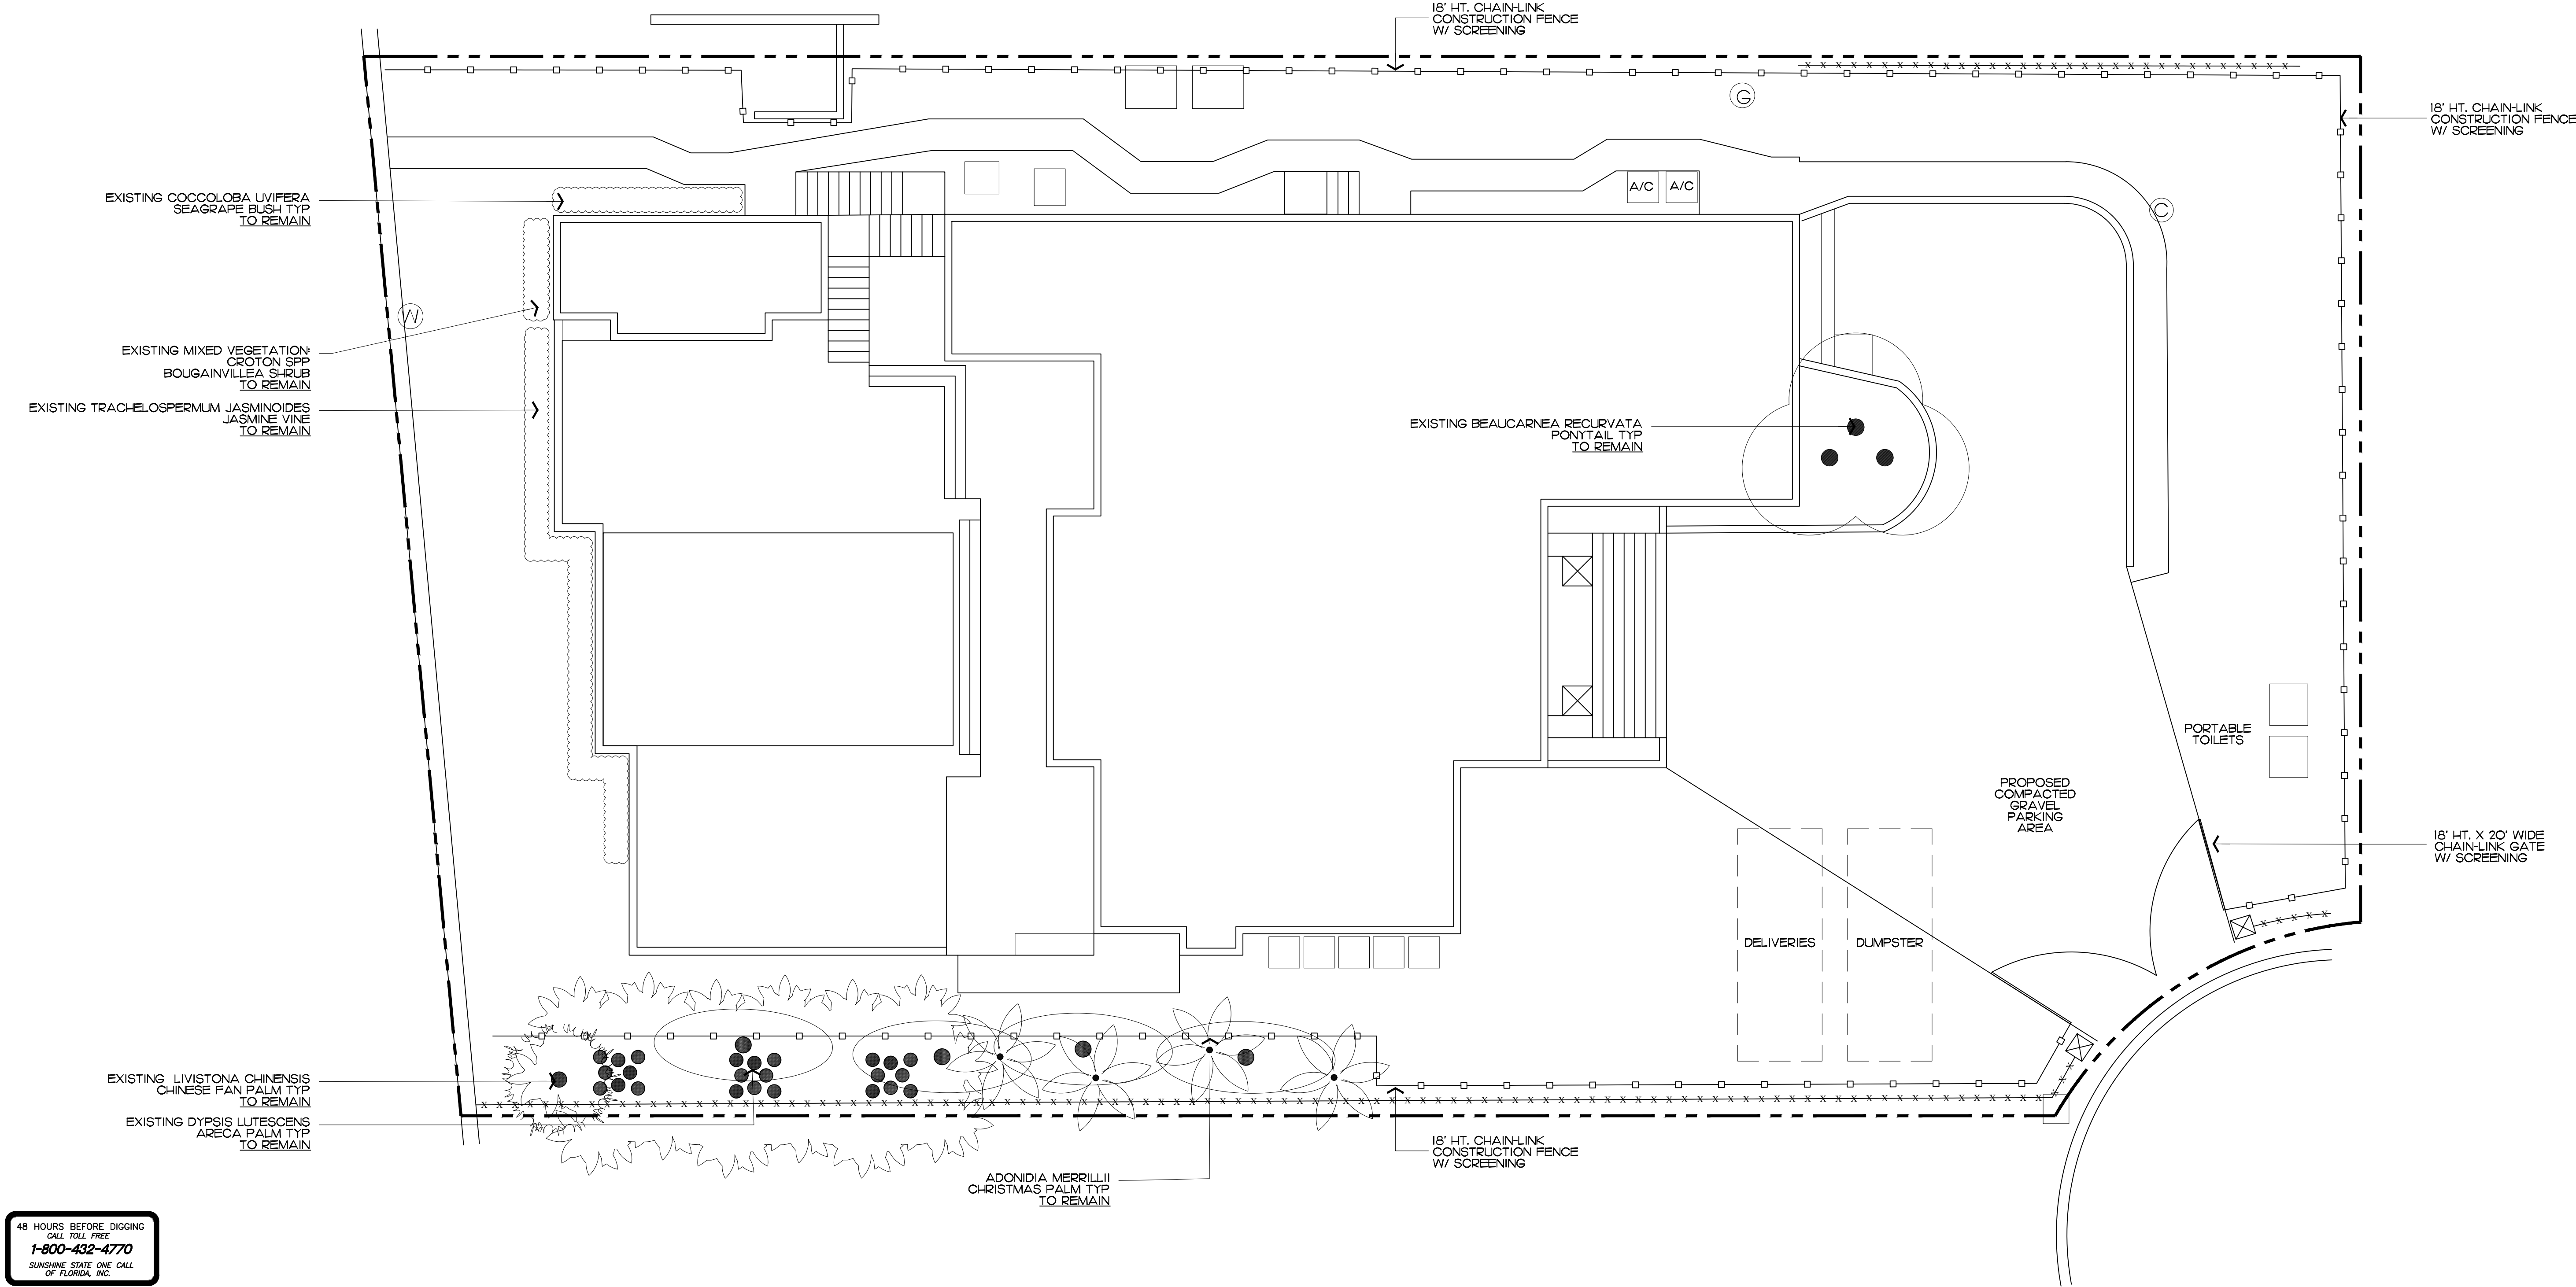 18' HT. CHAIN-LINK
CONSTRUCTION FENCE
W/ SCREENING
G
18' HT. CHAIN-LINK
CONSTRUCTION FENCE
W/ SCREENING
A/C
A/C
C
EXISTING COCCOLOBA UVIFERA
SEAGRAPE BUSH TYP
TO REMAIN
W
EXISTING MIXED VEGETATION:
CROTON SPP
BOUGAINVILLEA SHRUB
TO REMAIN
EXISTING TRACHELOSPERMUM JASMINOIDES
JASMINE VINE
TO REMAIN
EXISTING BEAUCARNEA RECURVATA
PONYTAIL TYP
TO REMAIN
PORTABLE
TOILETS
PROPOSED
COMPACTED
GRAVEL
PARKING
AREA
18' HT. X 20' WIDE
CHAIN-LINK GATE
W/ SCREENING
DELIVERIES
DUMPSTER
EXISTING LIVISTONA CHINENSIS
CHINESE FAN PALM TYP
TO REMAIN
EXISTING DYPSIS LUTESCENS
ARECA PALM TYP
TO REMAIN
18' HT. CHAIN-LINK
CONSTRUCTION FENCE
W/ SCREENING
ADONIDIA MERRILLII
CHRISTMAS PALM TYP
TO REMAIN
48 HOURS BEFORE DIGGING
CALL TOLL FREE
1-800-432-4770
SUNSHINE STATE ONE CALL
OF FLORIDA, INC.